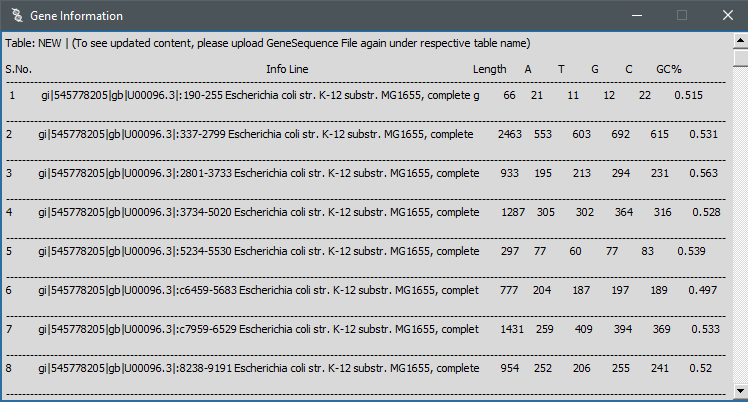 Gene Information
Table: NEW | (To see updated content, please upload GeneSequence File again under respective table name)
S.No. Info Line Length A T G C GC%
1 gi|545778205|gb|U00096.3|:190-255 Escherichia coli str. K-12 substr. MG1655, complete g 66 21 11 12 22 0.515
2 gi|545778205|gb|U00096.3|:337-2799 Escherichia coli str. K-12 substr. MG1655, complete 2463 553 603 692 615 0.531
3 gi|545778205|gb|U00096.3|:2801-3733 Escherichia coli str. K-12 substr. MG1655, complete 933 195 213 294 231 0.563
4 gi|545778205|gb|U00096.3|:3734-5020 Escherichia coli str. K-12 substr. MG1655, complete 1287 305 302 364 316 0.528
5 gi|545778205|gb|U00096.3|:5234-5530 Escherichia coli str. K-12 substr. MG1655, complete 297 77 60 77 83 0.539
6 gi|545778205|gb|U00096.3|:c6459-5683 Escherichia coli str. K-12 substr. MG1655, complet 777 204 187 197 189 0.497
7 gi|545778205|gb|U00096.3|:c7959-6529 Escherichia coli str. K-12 substr. MG1655, complet 1431 259 409 394 369 0.533
8 gi|545778205|gb|U00096.3|:8238-9191 Escherichia coli str. K-12 substr. MG1655, complete 954 252 206 255 241 0.52